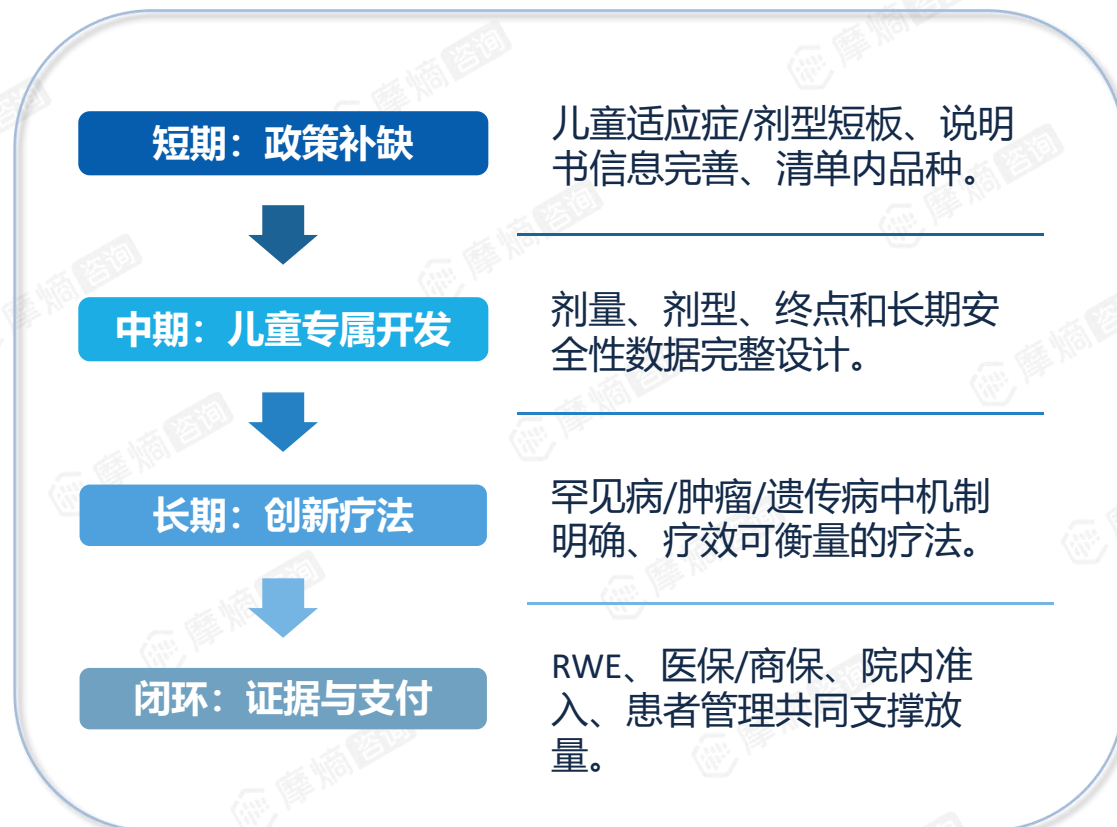 短期：政策补缺
儿童适应症/剂型短板、说明
书信息完善、清单内品种。
中期：儿童专属开发
剂量、剂型、终点和长期安
全性数据完整设计。
长期：创新疗法
罕见病/肿瘤/遗传病中机制
明确、疗效可衡量的疗法。
闭环：证据与支付
RWE、医保/商保、院内准
入、患者管理共同支撑放
量。
摩熵咨询